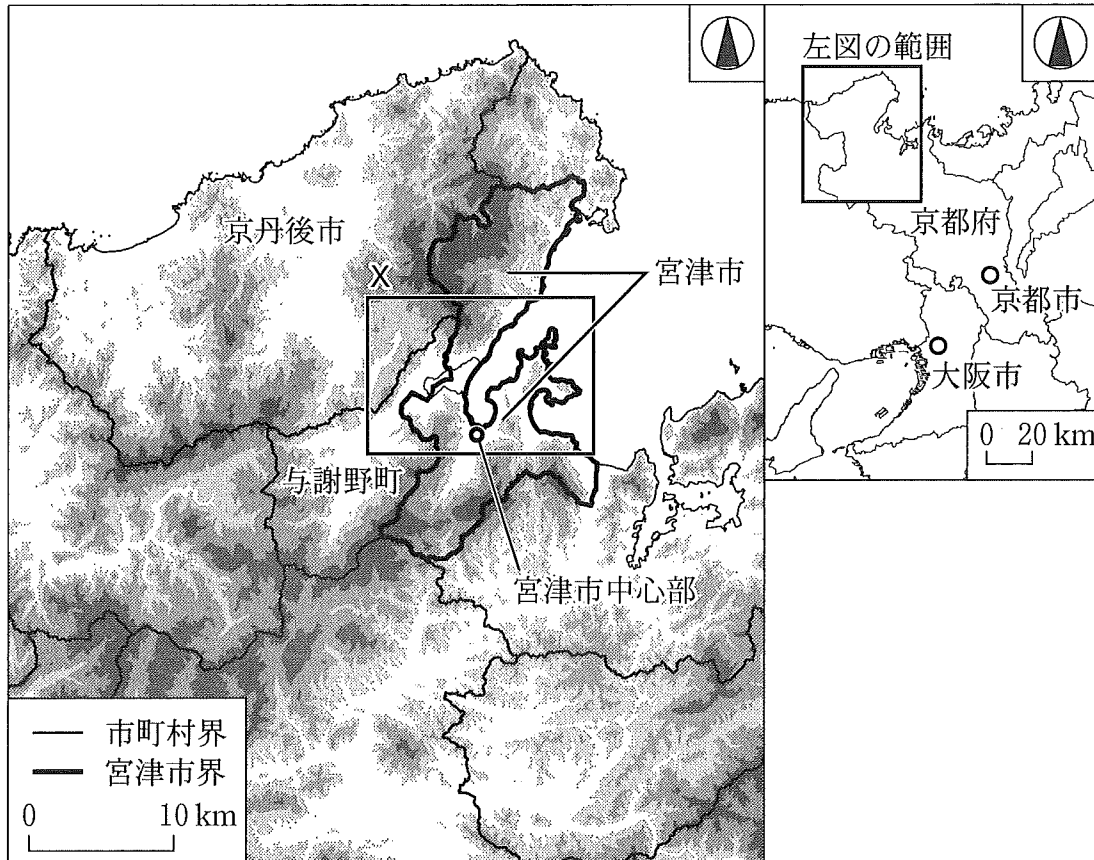 左図の範囲
京丹後市
X
宮津市
京都府
京都市
大阪市
0 20 km
与謝野町
宮津市中心部
市町村界
宮津市界
0 10 km